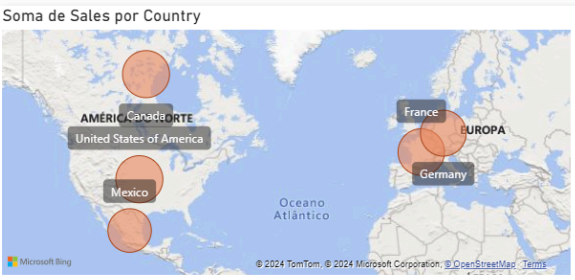 Soma de Sales por Country
Canada
AMÉRICA DO NORTE
United States of America
Mexico
France
EUROPA
Germany
Oceano
Atlântico
Microsoft Bing
© 2024 TomTom, © 2024 Microsoft Corporation, © OpenStreetMap Terms